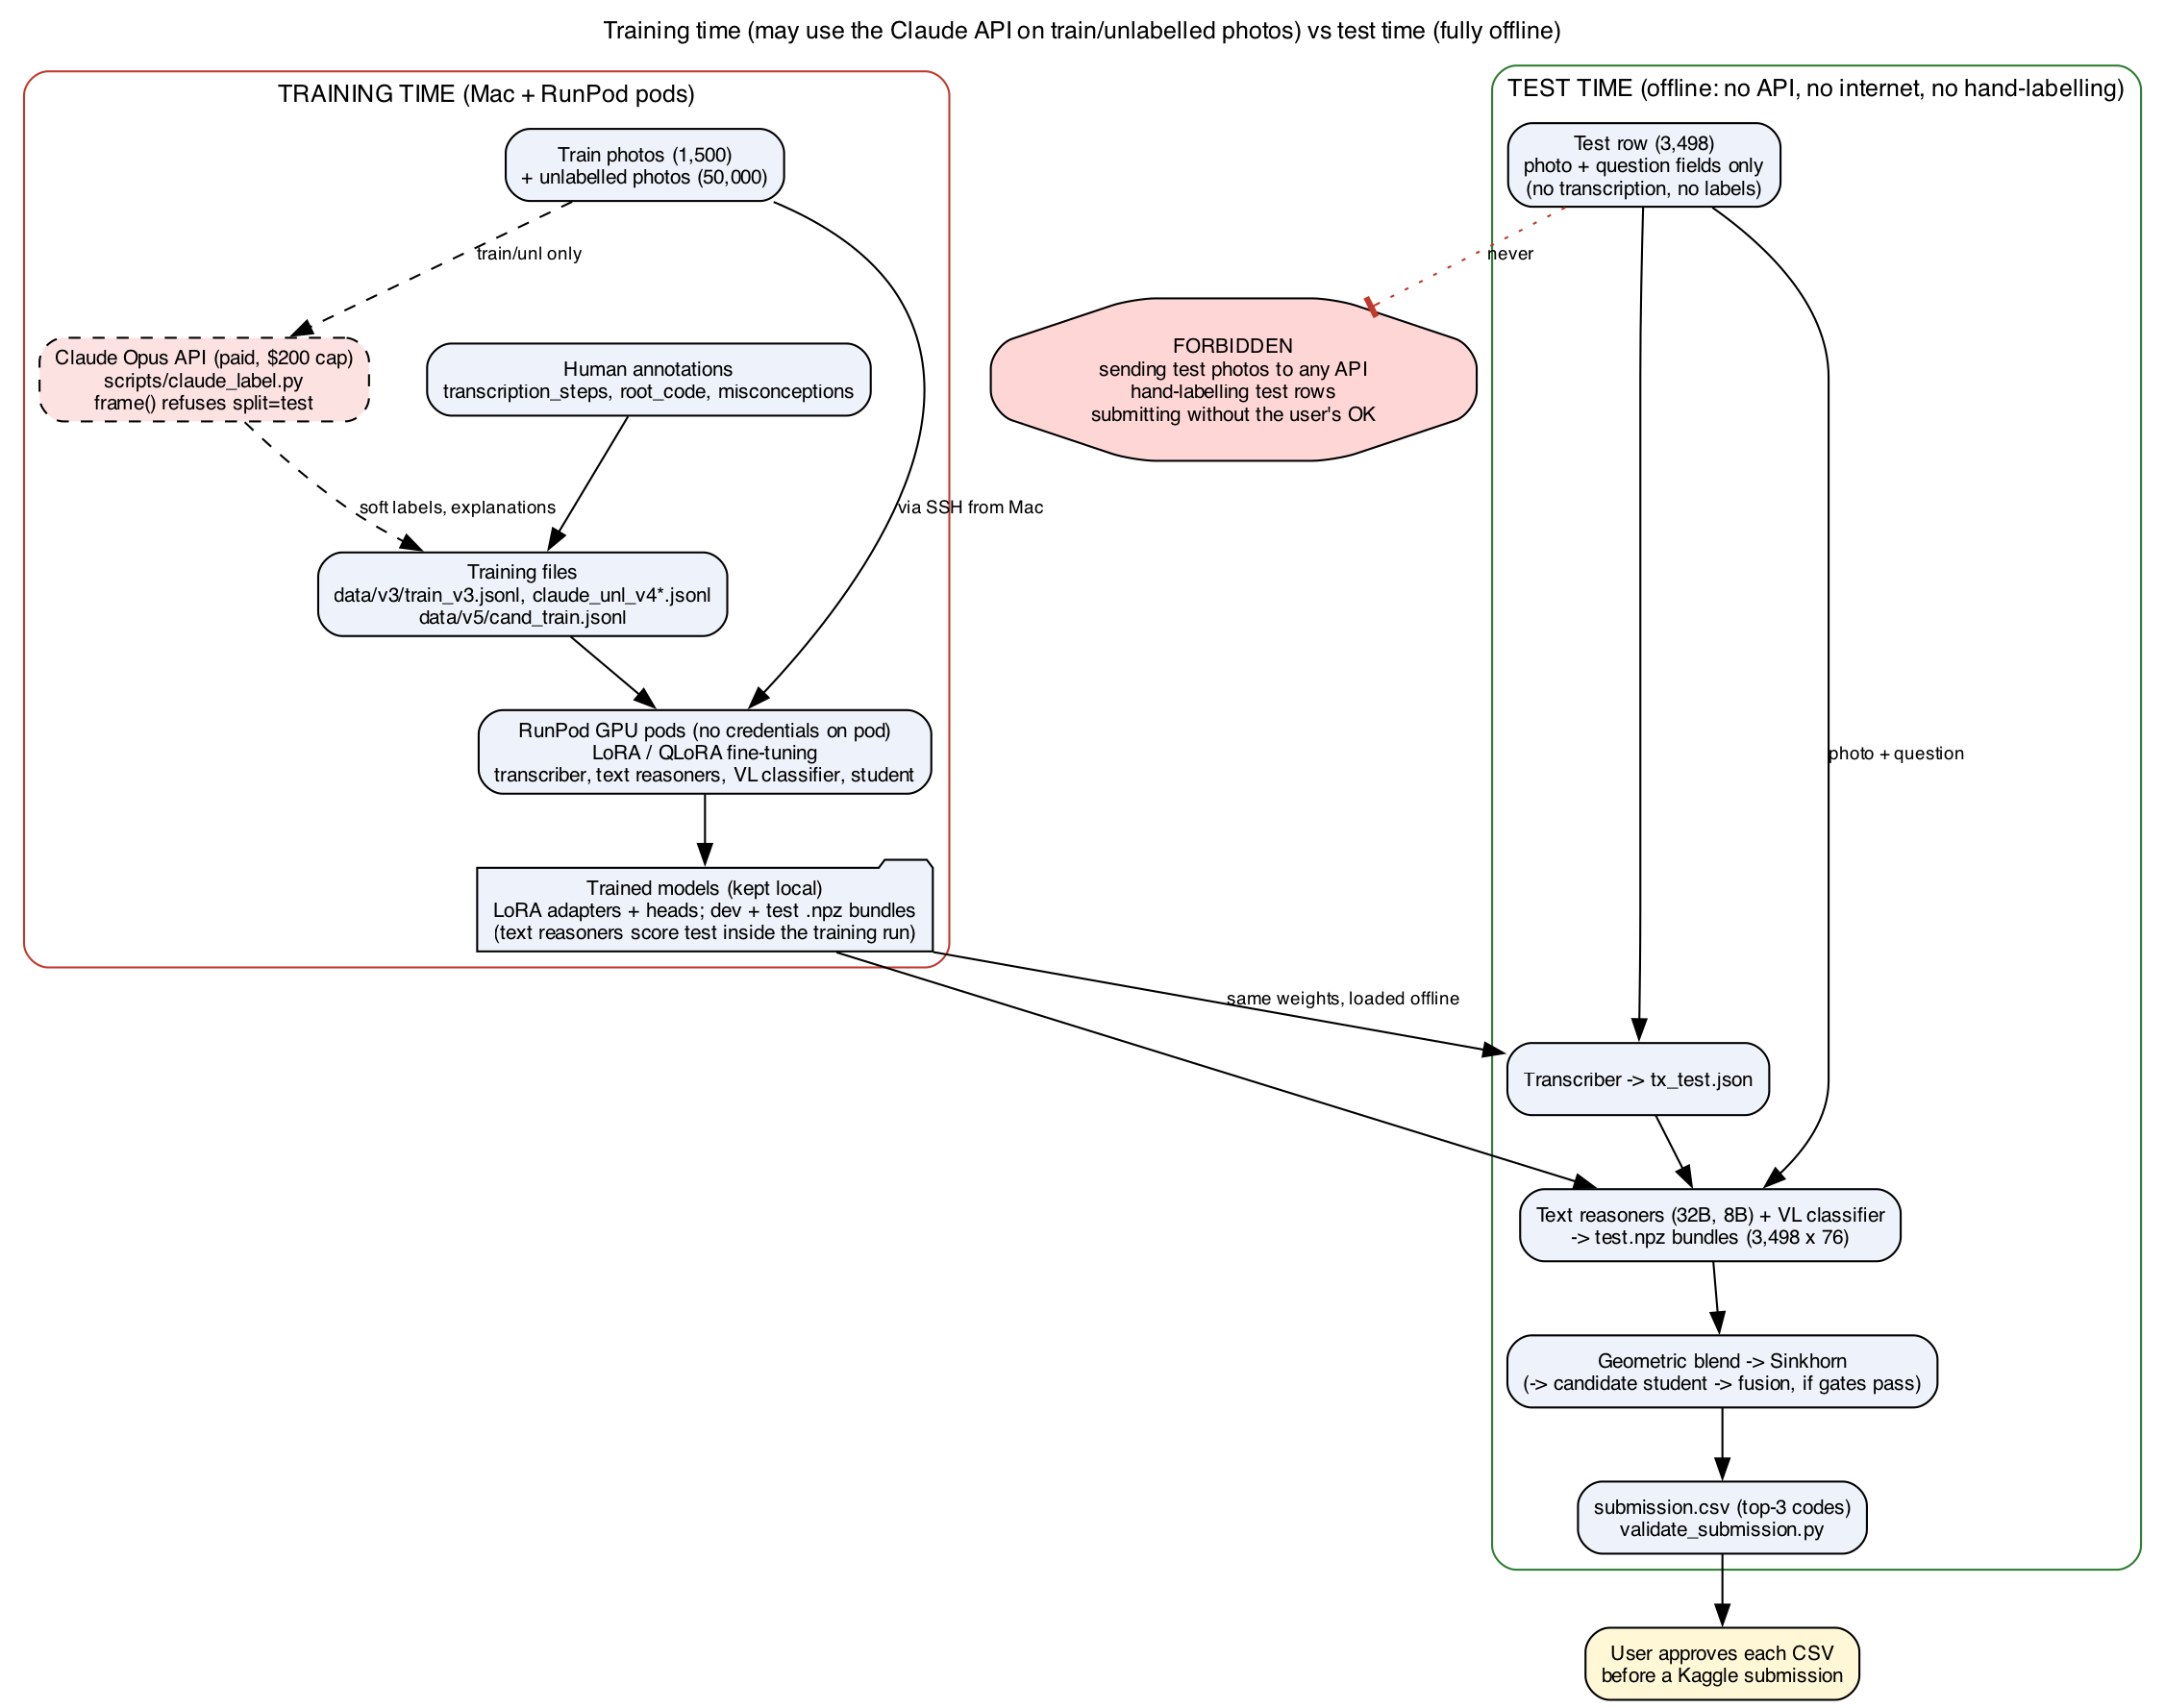 Training time (may use the Claude API on train/unlabelled photos) vs test time (fully offline)
TRAINING TIME (Mac + RunPod pods)
Train photos (1,500)
+ unlabelled photos (50,000)
train/unl only
Claude Opus API (paid, $200 cap)
scripts/claude_label.py
frame() refuses split=test
Human annotations
transcription_steps, root_code, misconceptions
soft labels, explanations
via SSH from Mac
Training files
data/v3/train_v3.jsonl, claude_unl_v4*.jsonl
data/v5/cand_train.jsonl
RunPod GPU pods (no credentials on pod)
LoRA / QLoRA fine-tuning
transcriber, text reasoners, VL classifier, student
Trained models (kept local)
LoRA adapters + heads; dev + test .npz bundles
(text reasoners score test inside the training run)
same weights, loaded offline
FORBIDDEN
sending test photos to any API
hand-labelling test rows
submitting without the user's OK
never
TEST TIME (offline: no API, no internet, no hand-labelling)
Test row (3,498)
photo + question fields only
(no transcription, no labels)
photo + question
Transcriber -> tx_test.json
Text reasoners (32B, 8B) + VL classifier
-> test.npz bundles (3,498 x 76)
Geometric blend -> Sinkhorn
(-> candidate student -> fusion, if gates pass)
submission.csv (top-3 codes)
validate_submission.py
User approves each CSV
before a Kaggle submission